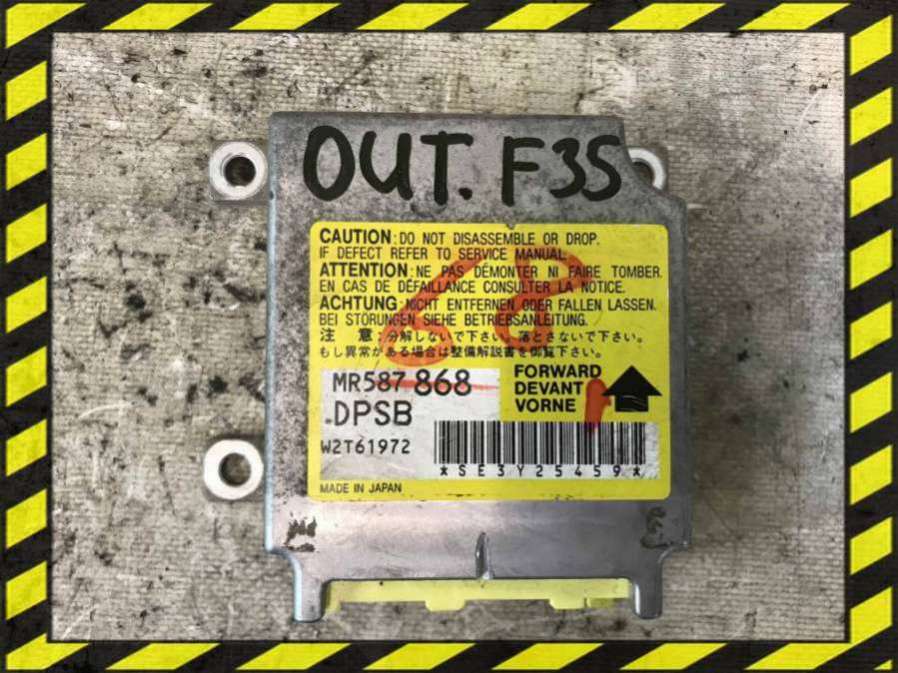 OUT. F3S
CAUTION: DO NOT DISASSEMBLE OR DROP.
IF DEFECT REFER TO SERVICE MANUAL.
ATTENTION: NE PAS DÉMONTER NI FAIRE TOMBER.
EN CAS DE DÉFAILLANCE CONSULTER LA NOTICE.
ACHTUNG: NICHT ENTFERNEN ODER FALLEN LASSEN.
BEI STÖRUNGEN SIEHE BETRIEBSANLEITUNG.
注 意:分解しないで下さい。落とさないで下さい。
もし異常がある場合は整備解説書を御覧下さい。
MR587 868
DPSB
W2T61972
FORWARD
DEVANT
VORNE
*SE3Y25459*
MADE IN JAPAN